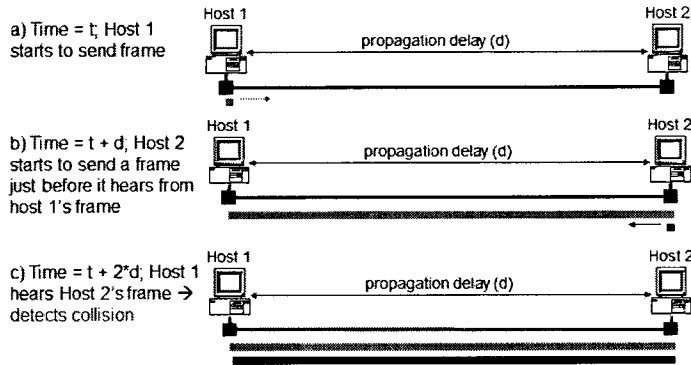 Host 1
Host 2
a) Time = t; Host 1
starts to send frame
propagation delay (d)
Host 1
Host 2
b) Time = t + d; Host 2
starts to send a frame
just before it hears from
host 1's frame
propagation delay (d)
Host 1
Host 2
c) Time = t + 2*d; Host 1
hears Host 2's frame →
detects collision
propagation delay (d)